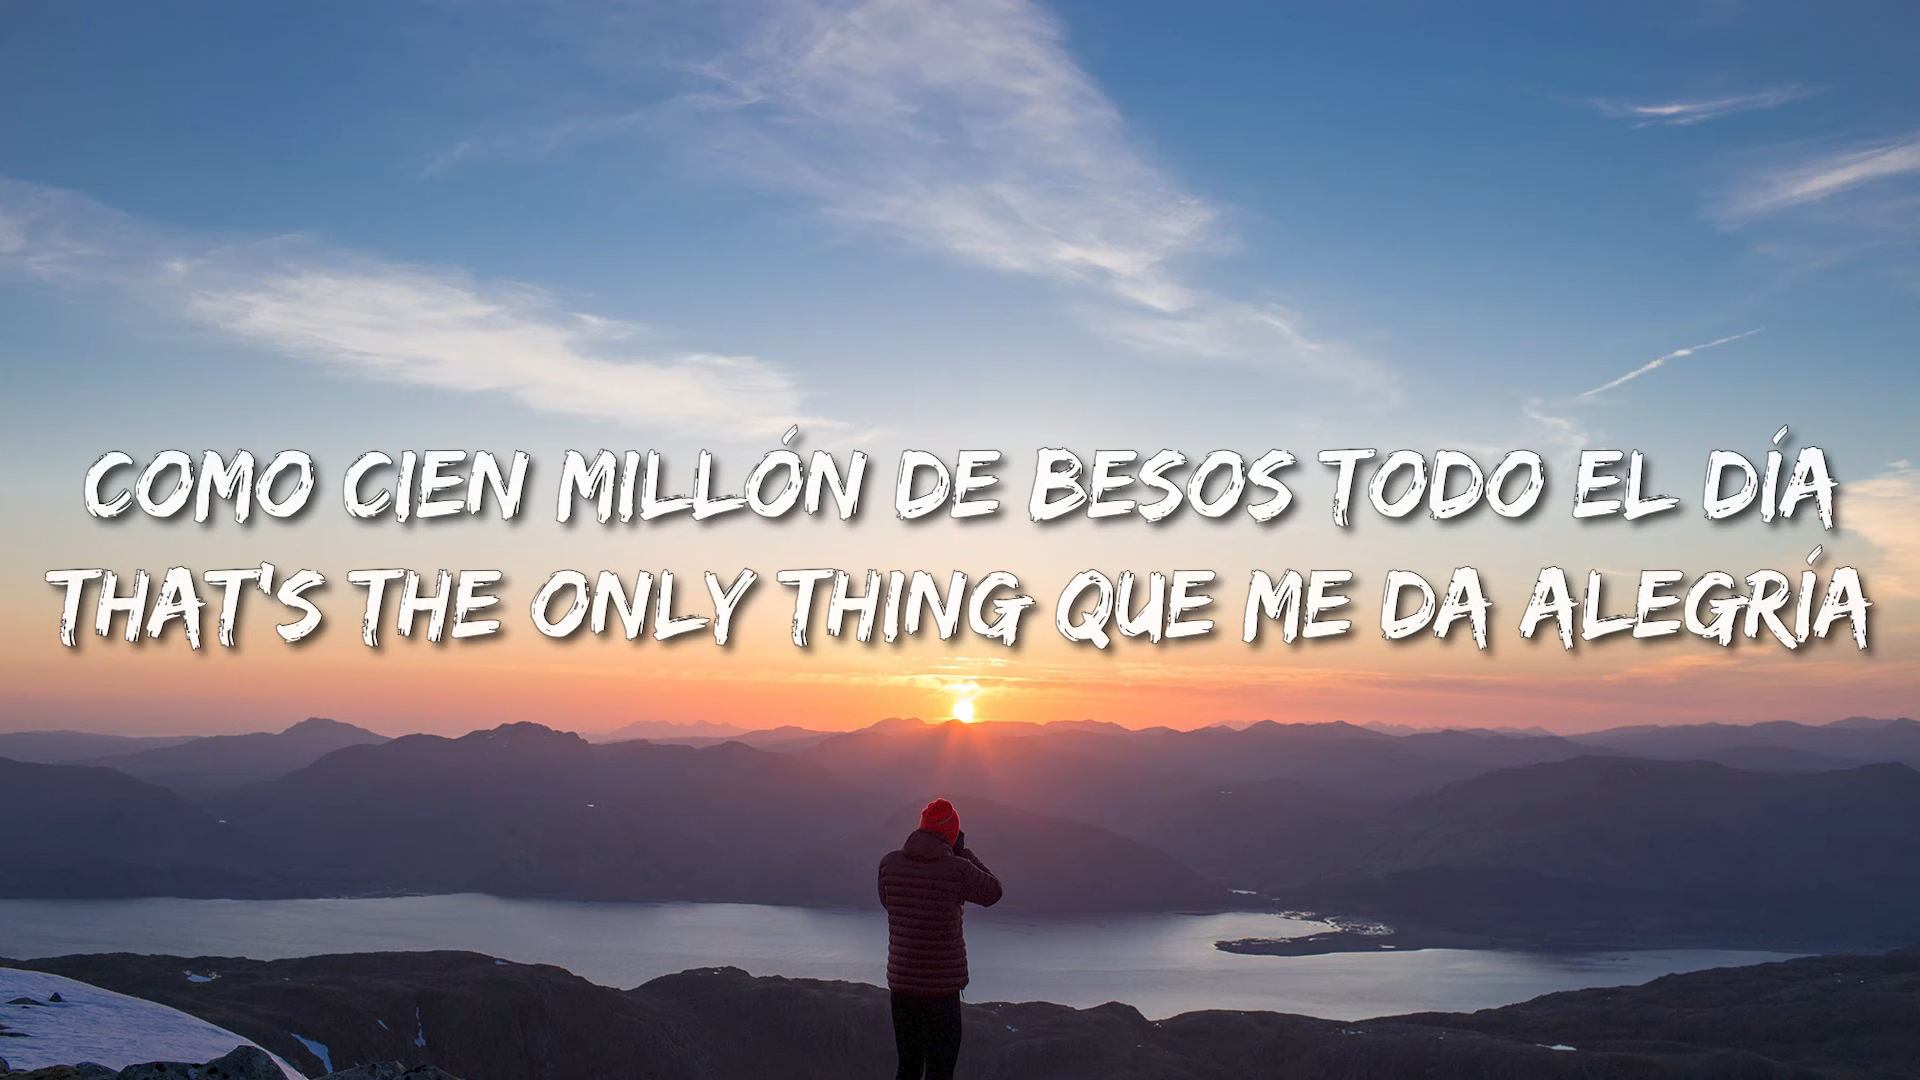 COMO CIEN MILLÓN DE BESOS TODO EL DÍA
THAT'S THE ONLY THING QUE ME DA ALEGRÍA